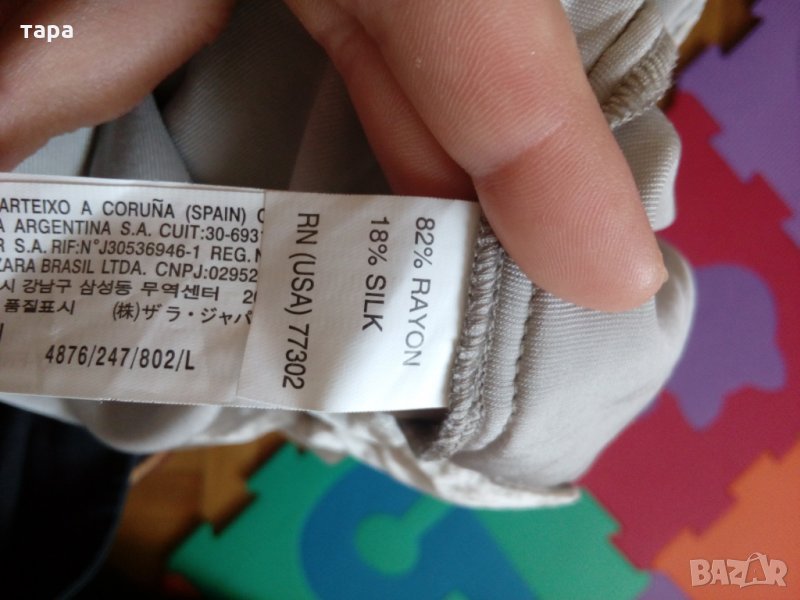 тара
ARTEIXO A CORUÑA (SPAIN)
ARGENTINA S.A. CUIT:30-6931
S.A. RIF:N°J30536946-1 REG.
ZARA BRASIL LTDA. CNPJ:02952
시 강남구 삼성동 무역센터 20
품질표시 (株)ザラ・ジャパ
4876/247/802/L
RN (USA) 77302
82% RAYON
18% SILK
BAZAR